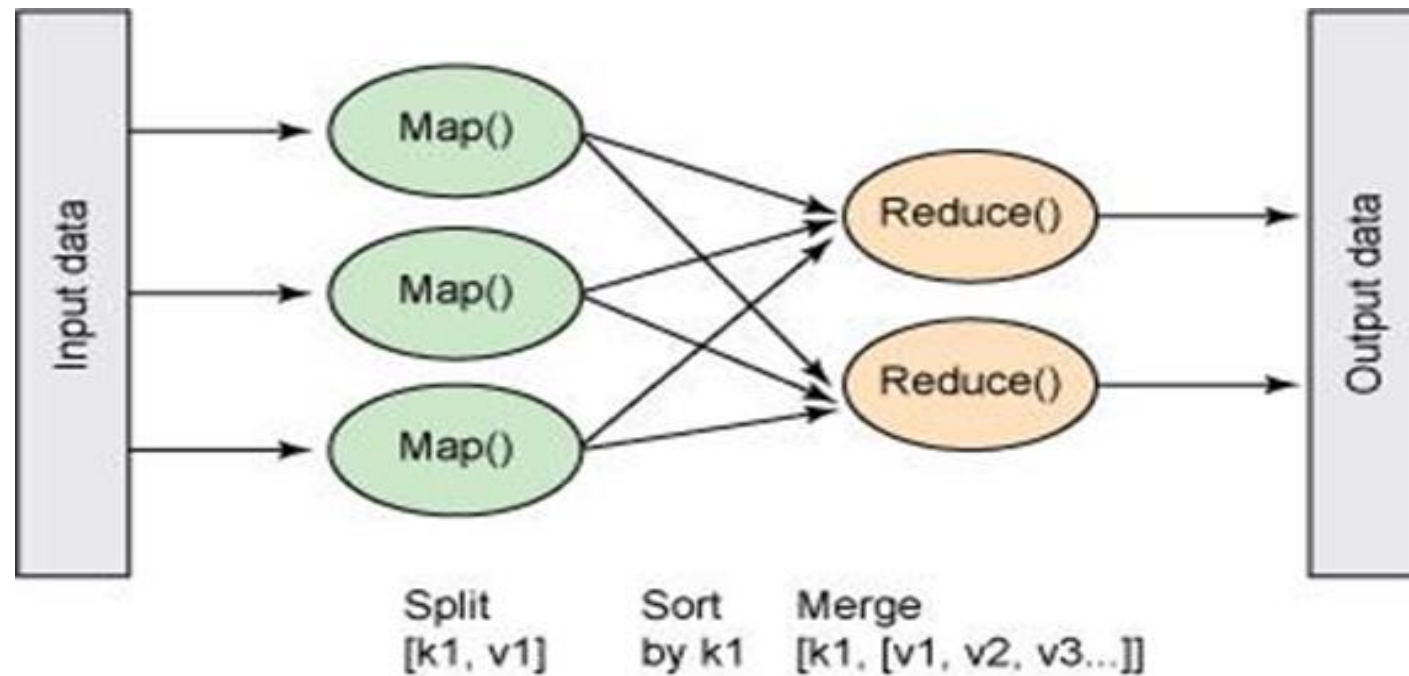 Input data
Map()
Map()
Map()
Reduce()
Reduce()
Output data
Split
[k1, v1]
Sort
by k1
Merge
[k1, [v1, v2, v3...]]